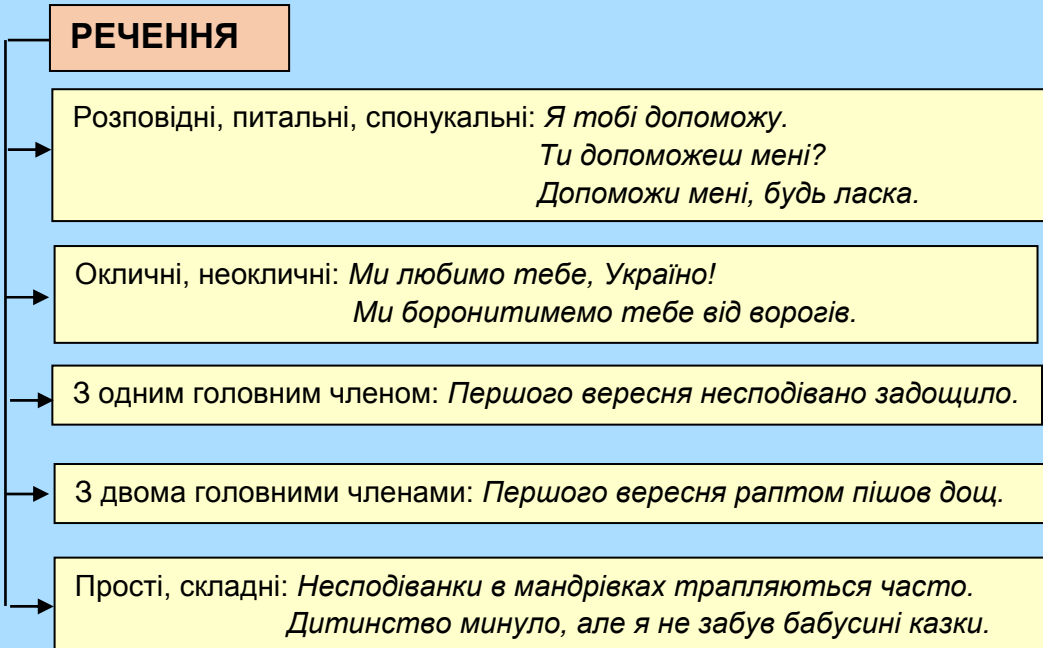 РЕЧЕННЯ
Розповідні, питальні, спонукальні: Я тобі допоможу.
Ти допоможеш мені?
Допоможи мені, будь ласка.
Окличні, неокличні: Ми любимо тебе, Україно!
Ми боронитимемо тебе від ворогів.
З одним головним членом: Першого вересня несподівано задощило.
З двома головними членами: Першого вересня раптом пішов дощ.
Прості, складні: Несподіванки в мандрівках трапляються часто.
Дитинство минуло, але я не забув бабусині казки.